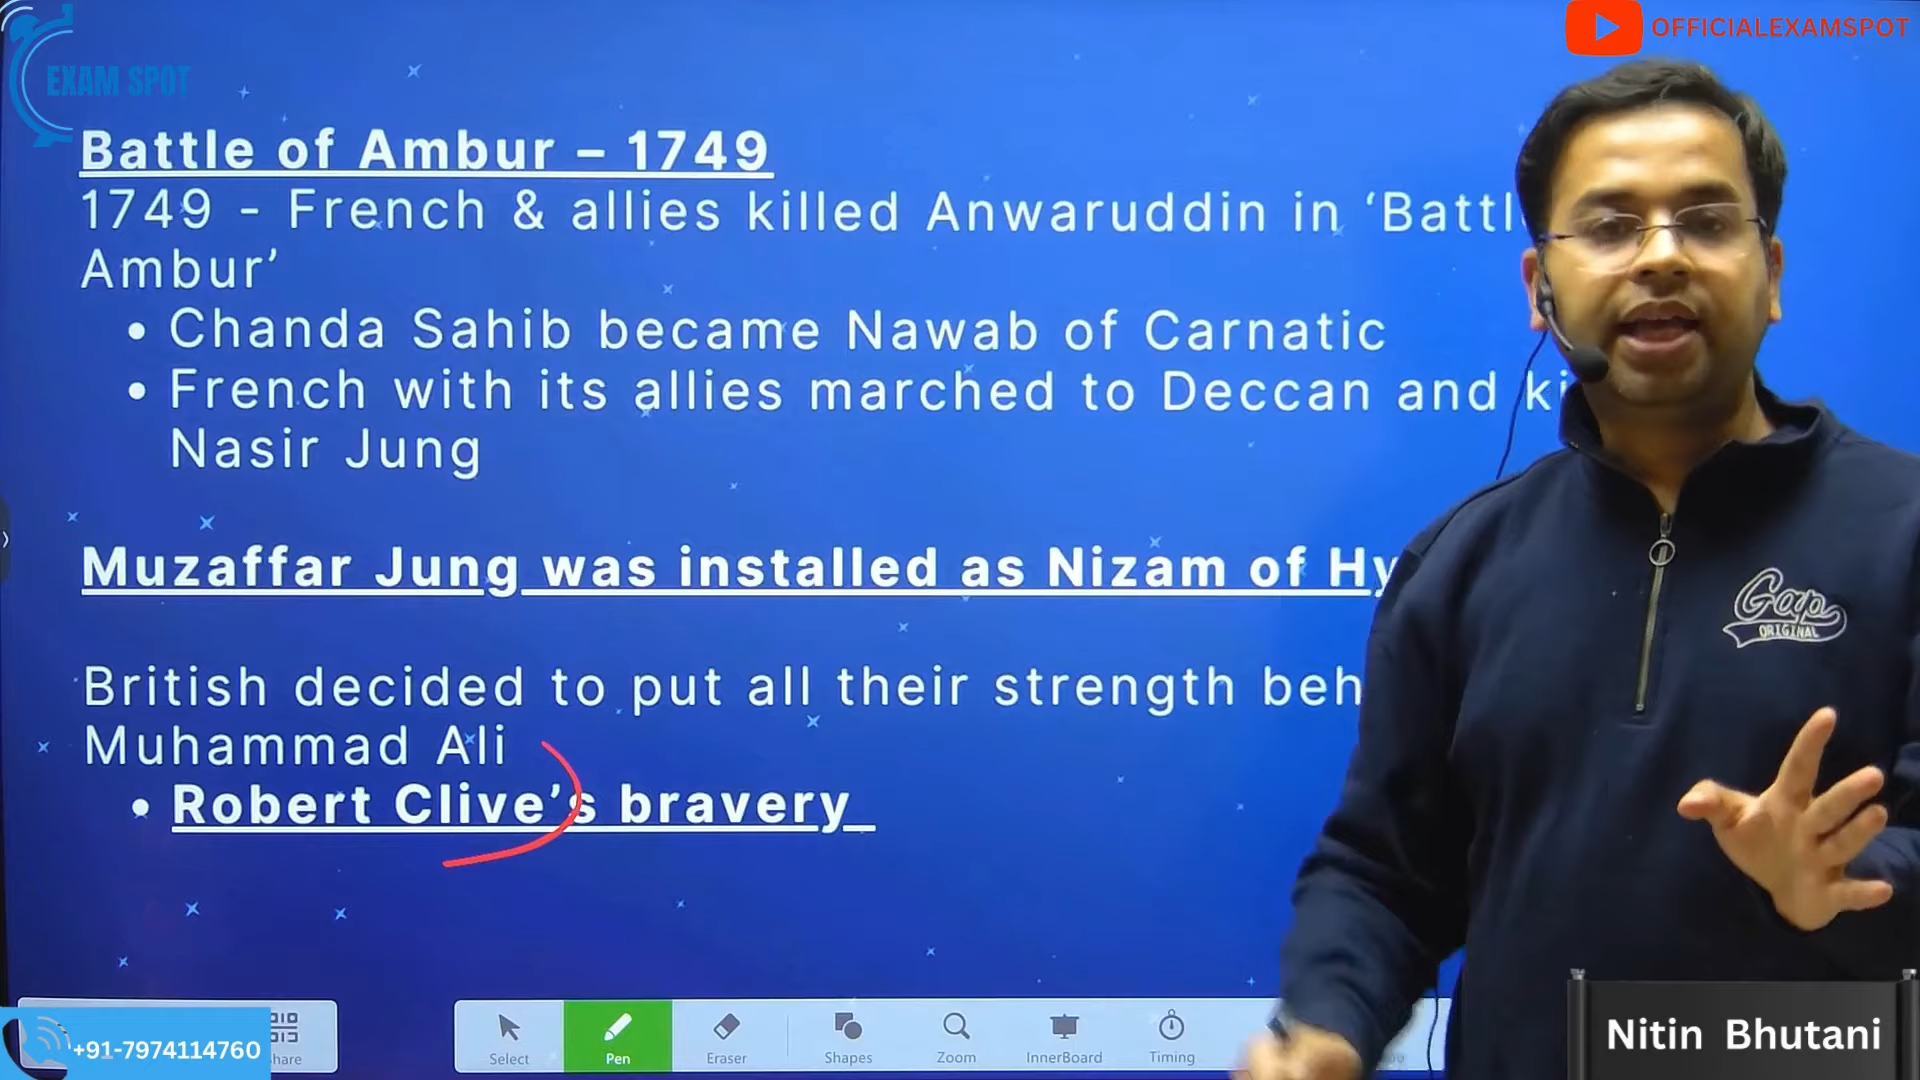 OFFICIALEXAMSPOT
EXAM SPOT
Battle of Ambur – 1749
1749 - French & allies killed Anwaruddin in ‘Battl
Ambur’
• Chanda Sahib became Nawab of Carnatic
• French with its allies marched to Deccan and ki
Nasir Jung
Muzaffar Jung was installed as Nizam of Hy
British decided to put all their strength beh
Muhammad Ali
• Robert Clive’s bravery
Gap
ORIGINAL
Select
Pen
Eraser
Shapes
Zoom
InnerBoard
Timing
hare
+91-7974114760
Nitin Bhutani